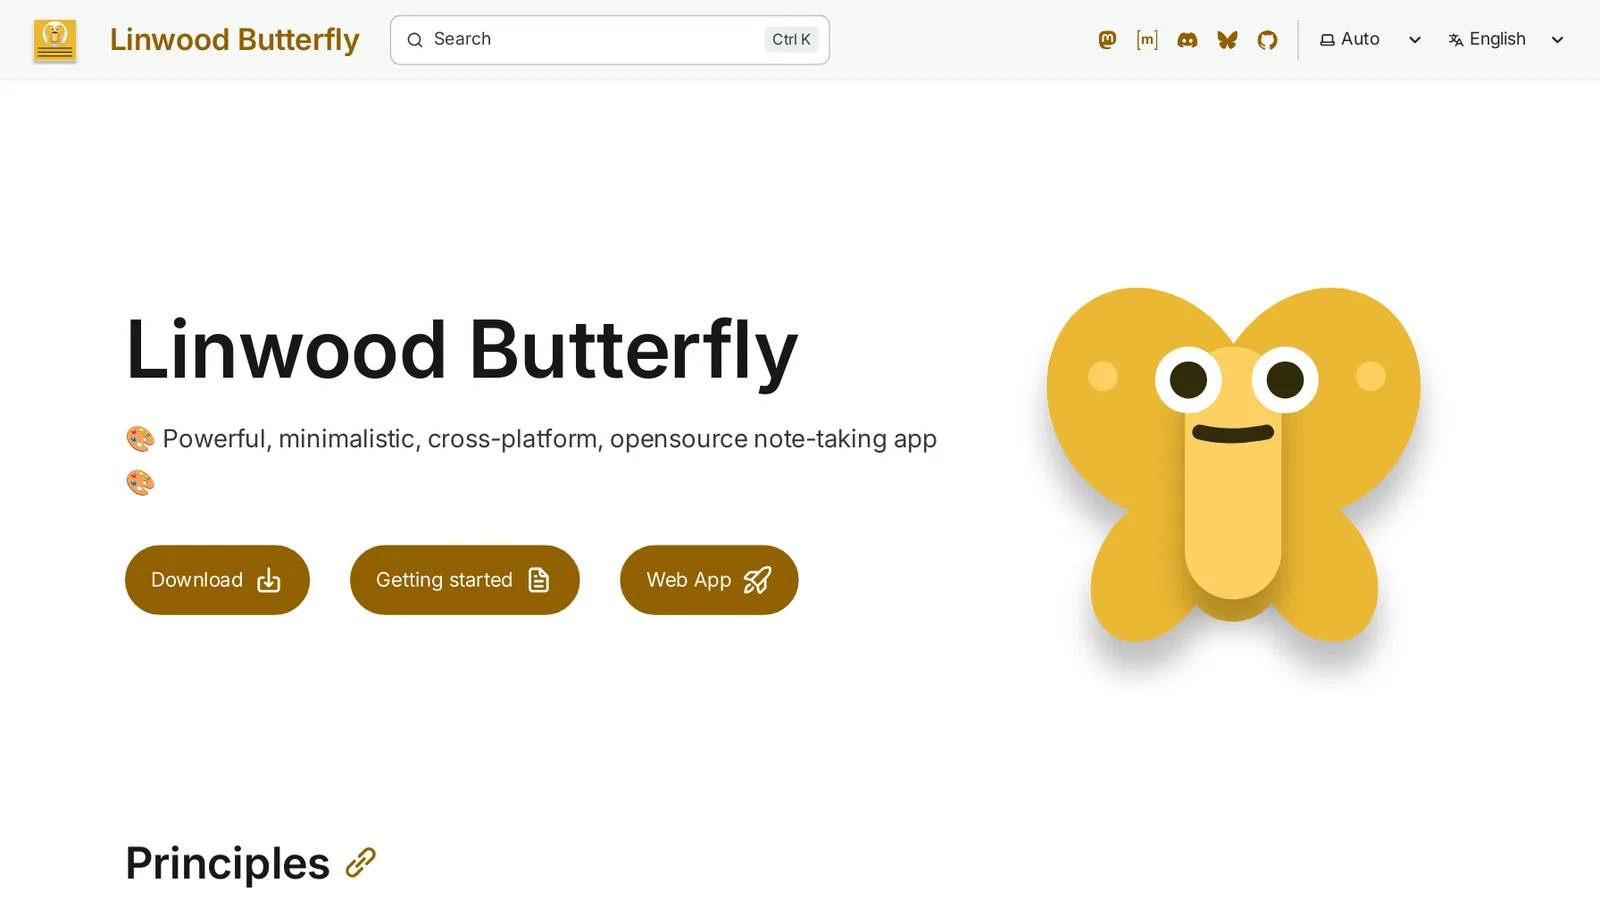 Linwood Butterfly
Search
Ctrl K
[m]
Auto
English
Linwood Butterfly
🎨 Powerful, minimalistic, cross-platform, opensource note-taking app
🎨
Download
Getting started
Web App
Principles